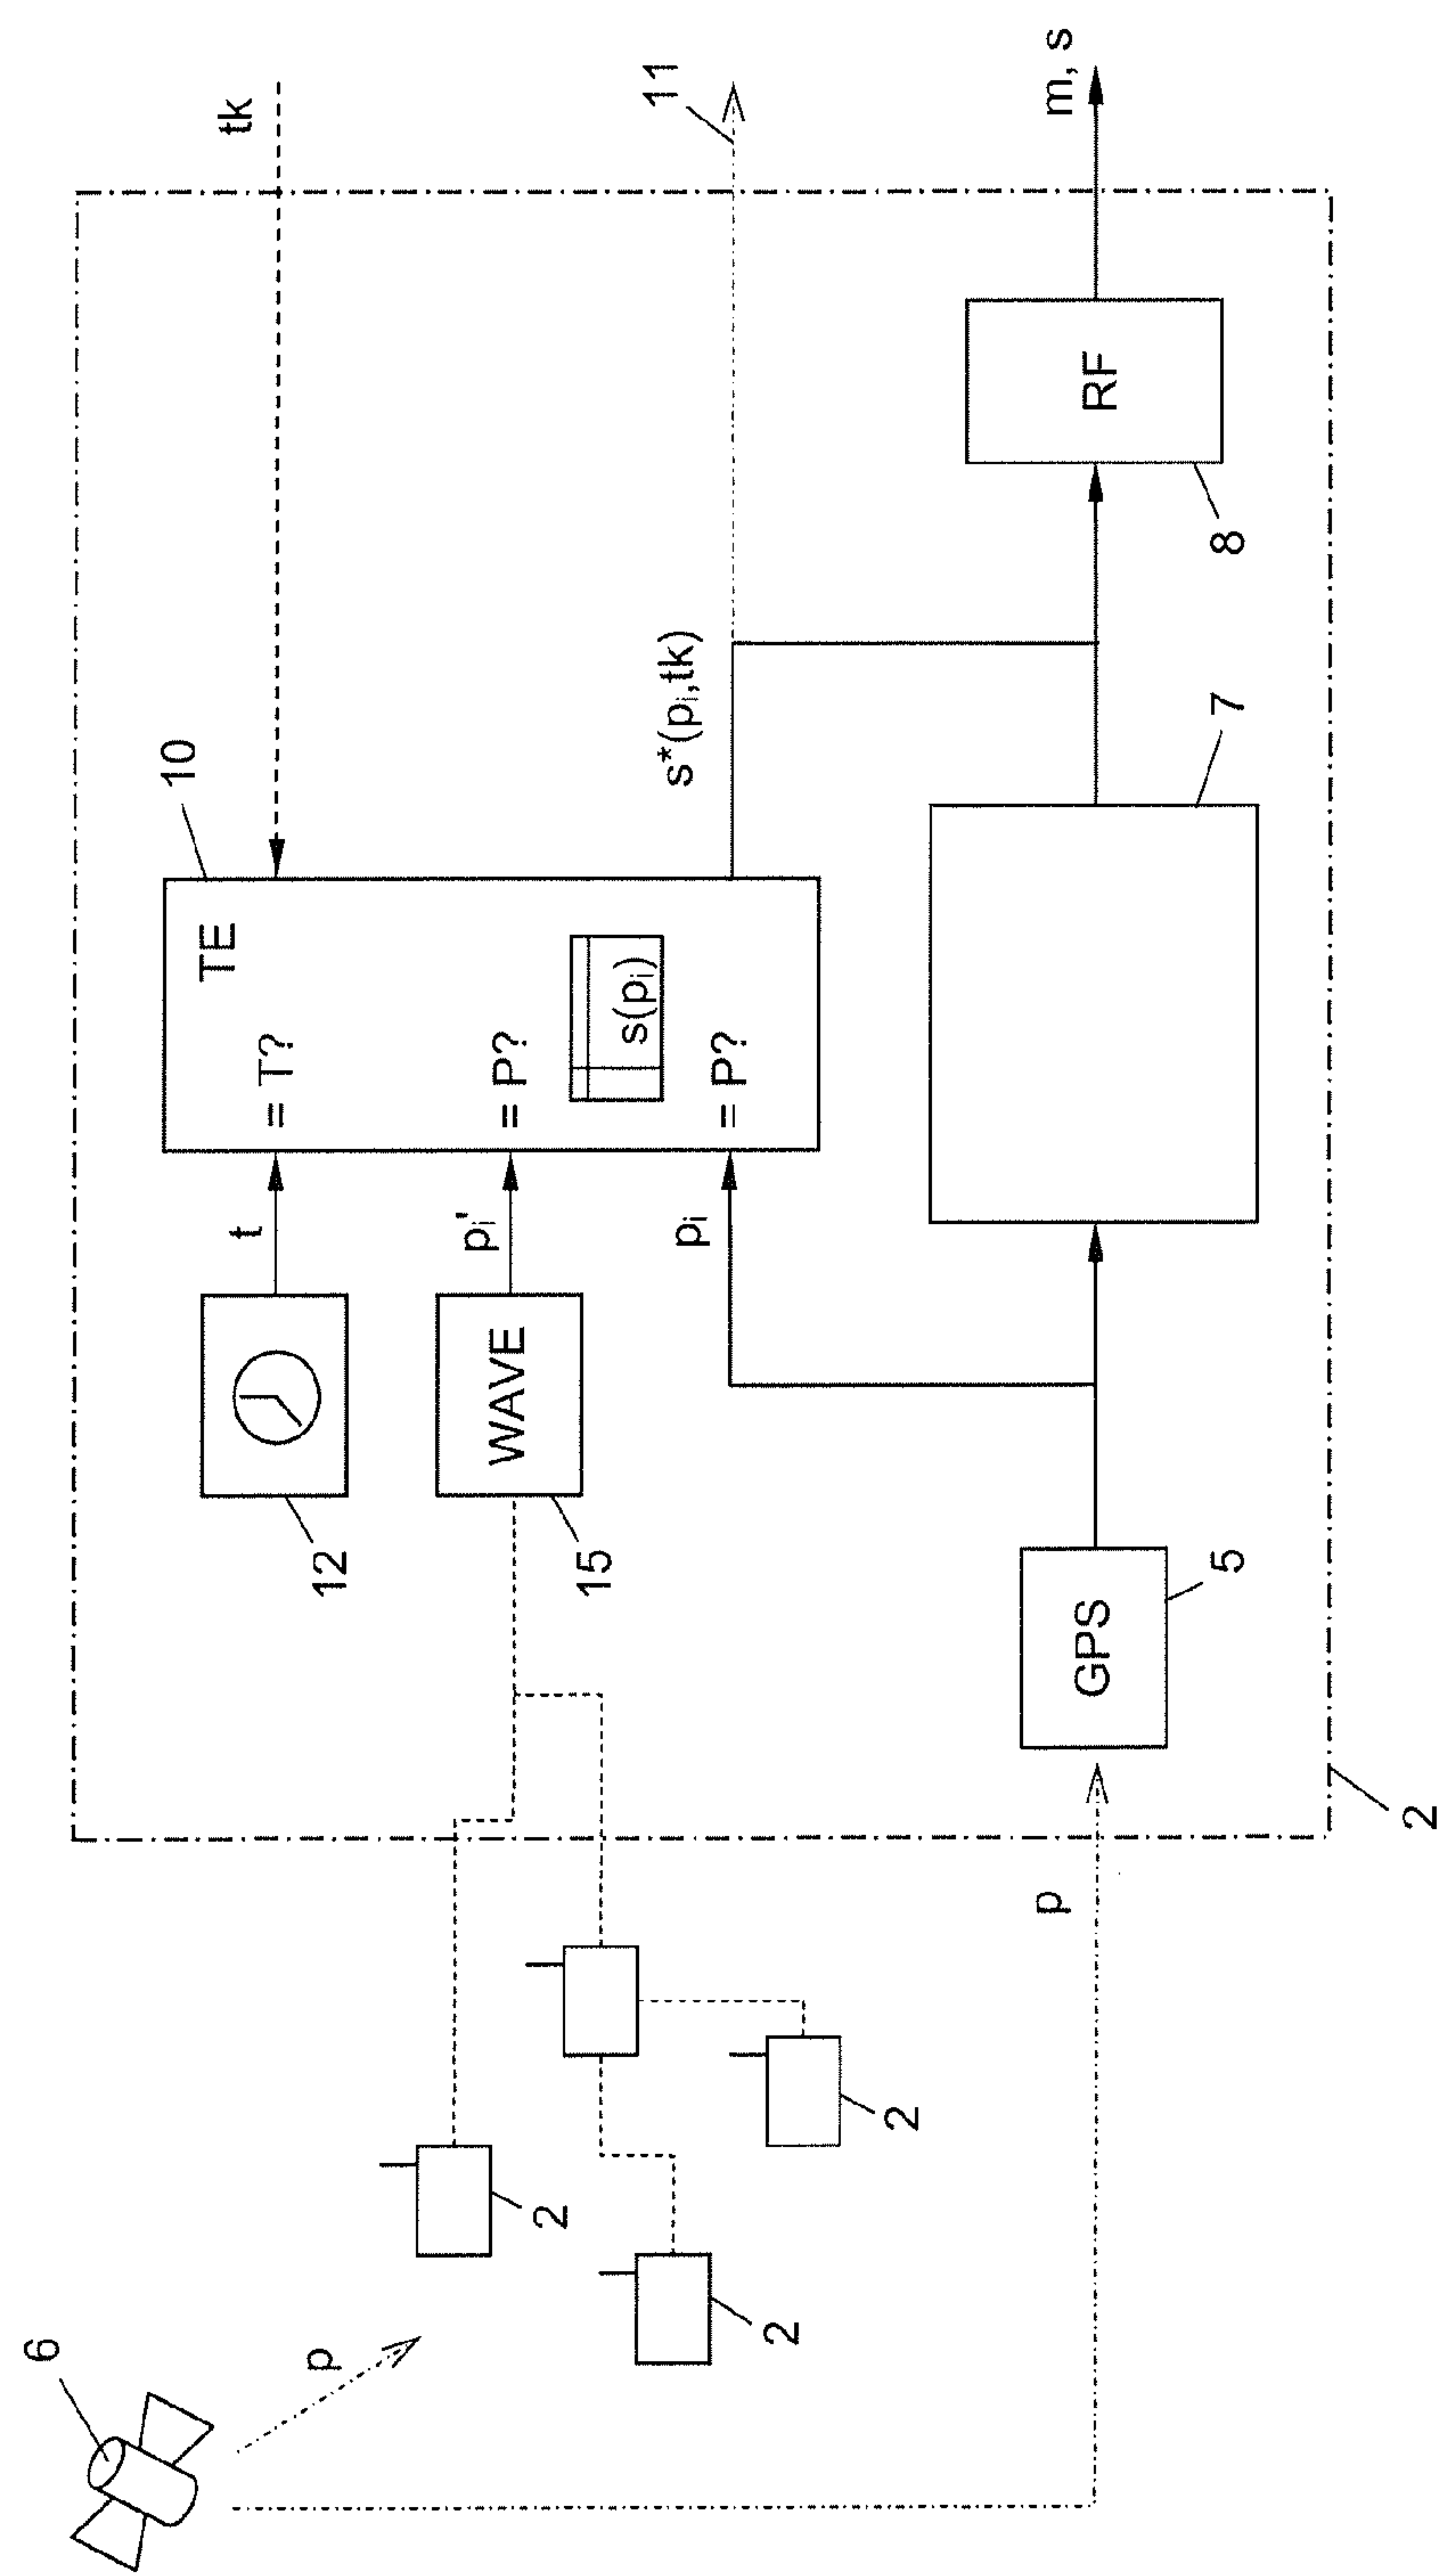 6
p
2
2
2
p
2
12
t
= T?
TE
10
tk
15
WAVE
pᵢ'
= P?
s(pᵢ)
pᵢ
= P?
s*(pᵢ,tk)
11
GPS
5
7
RF
8
m, s